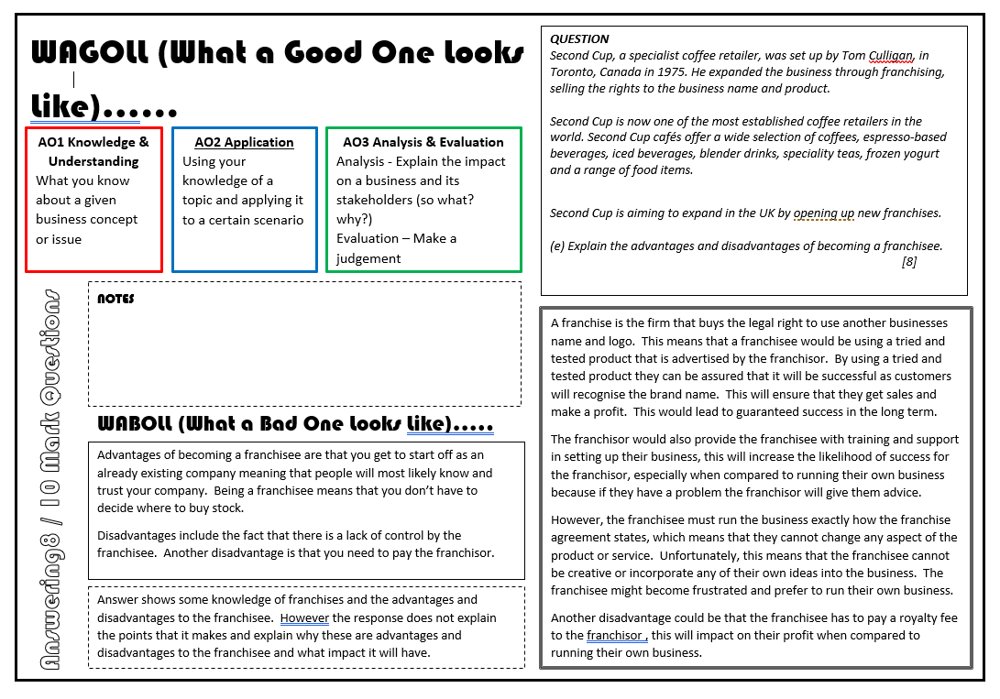 WAGOLL (What a Good One Looks
Like)......
AO1 Knowledge &
Understanding
What you know
about a given
business concept
or issue
AO2 Application
Using your
knowledge of a
topic and applying it
to a certain scenario
AO3 Analysis & Evaluation
Analysis - Explain the impact
on a business and its
stakeholders (so what?
why?)
Evaluation – Make a
judgement
Answering8 / 10 Mark Questions
NOTES
WABOLL (What a Bad One Looks Like).....
Advantages of becoming a franchisee are that you get to start off as an
already existing company meaning that people will most likely know and
trust your company.  Being a franchisee means that you don’t have to
decide where to buy stock.
Disadvantages include the fact that there is a lack of control by the
franchisee.  Another disadvantage is that you need to pay the franchisor.
Answer shows some knowledge of franchises and the advantages and
disadvantages to the franchisee.  However the response does not explain
the points that it makes and explain why these are advantages and
disadvantages to the franchisee and what impact it will have.
QUESTION
Second Cup, a specialist coffee retailer, was set up by Tom Culligan, in
Toronto, Canada in 1975. He expanded the business through franchising,
selling the rights to the business name and product.
Second Cup is now one of the most established coffee retailers in the
world. Second Cup cafés offer a wide selection of coffees, espresso-based
beverages, iced beverages, blender drinks, speciality teas, frozen yogurt
and a range of food items.
Second Cup is aiming to expand in the UK by opening up new franchises.
(e) Explain the advantages and disadvantages of becoming a franchisee.
[8]
A franchise is the firm that buys the legal right to use another businesses
name and logo.  This means that a franchisee would be using a tried and
tested product that is advertised by the franchisor.  By using a tried and
tested product they can be assured that it will be successful as customers
will recognise the brand name.  This will ensure that they get sales and
make a profit.  This would lead to guaranteed success in the long term.
The franchisor would also provide the franchisee with training and support
in setting up their business, this will increase the likelihood of success for
the franchisor, especially when compared to running their own business
because if they have a problem the franchisor will give them advice.
However, the franchisee must run the business exactly how the franchise
agreement states, which means that they cannot change any aspect of the
product or service.  Unfortunately, this means that the franchisee cannot
be creative or incorporate any of their own ideas into the business.  The
franchisee might become frustrated and prefer to run their own business.
Another disadvantage could be that the franchisee has to pay a royalty fee
to the franchisor , this will impact on their profit when compared to
running their own business.